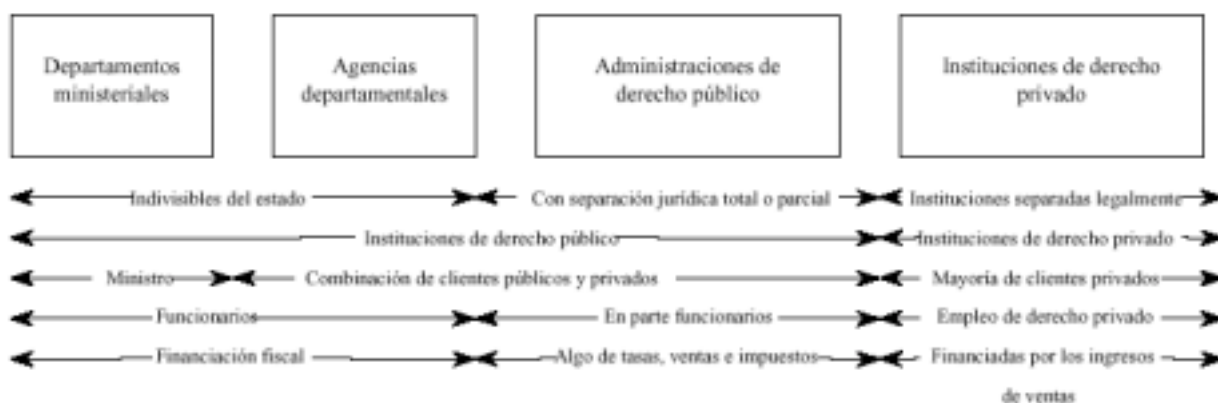 Departamentos
ministeriales
Agencias
departamentales
Administraciones de
derecho público
Instituciones de derecho
privado
Indivisibles del estado
Con separación jurídica total o parcial
Instituciones separadas legalmente
Instituciones de derecho público
Instituciones de derecho privado
Ministro
Combinación de clientes públicos y privados
Mayoría de clientes privados
Funcionarios
En parte funcionarios
Empleo de derecho privado
Financiación fiscal
Algo de tasas, ventas e impuestos
Financiadas por los ingresos
de ventas